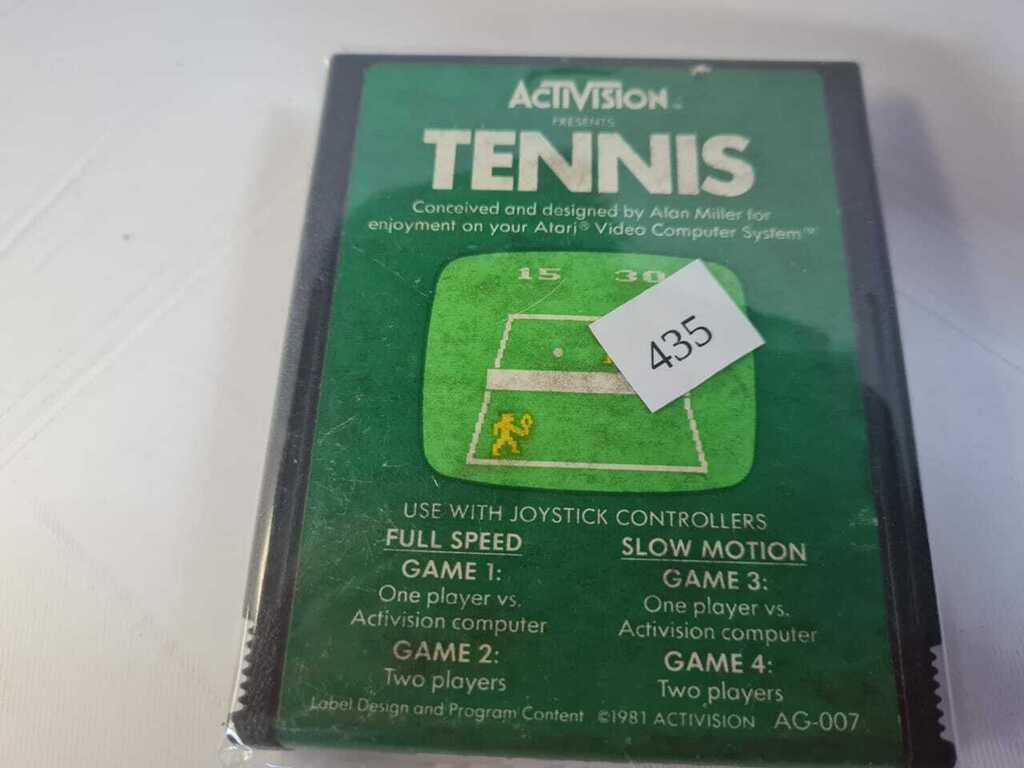 ACTIVISION™
PRESENTS
TENNIS
Conceived and designed by Alan Miller for
enjoyment on your Atari® Video Computer System™
15 30
435
USE WITH JOYSTICK CONTROLLERS
FULL SPEED
GAME 1:
One player vs.
Activision computer
GAME 2:
Two players
SLOW MOTION
GAME 3:
One player vs.
Activision computer
GAME 4:
Two players
Label Design and Program Content ©1981 ACTIVISION AG-007